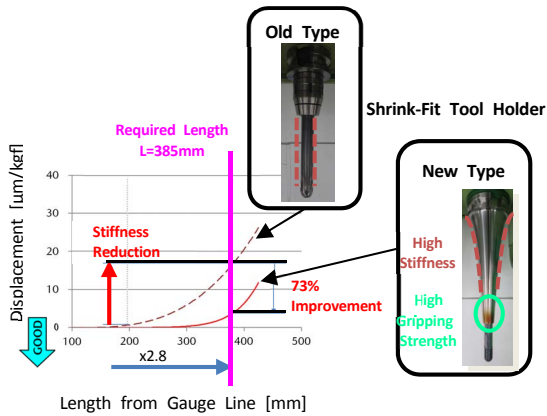 Old Type
Shrink-Fit Tool Holder
Required Length
L=385mm
New Type
High
Stiffness
High
Gripping
Strength
Displacement [um/kgf]
40
30
20
10
0
Stiffness
Reduction
73%
Improvement
100
200
300
400
500
x2.8
GOOD
Length from Gauge Line [mm]